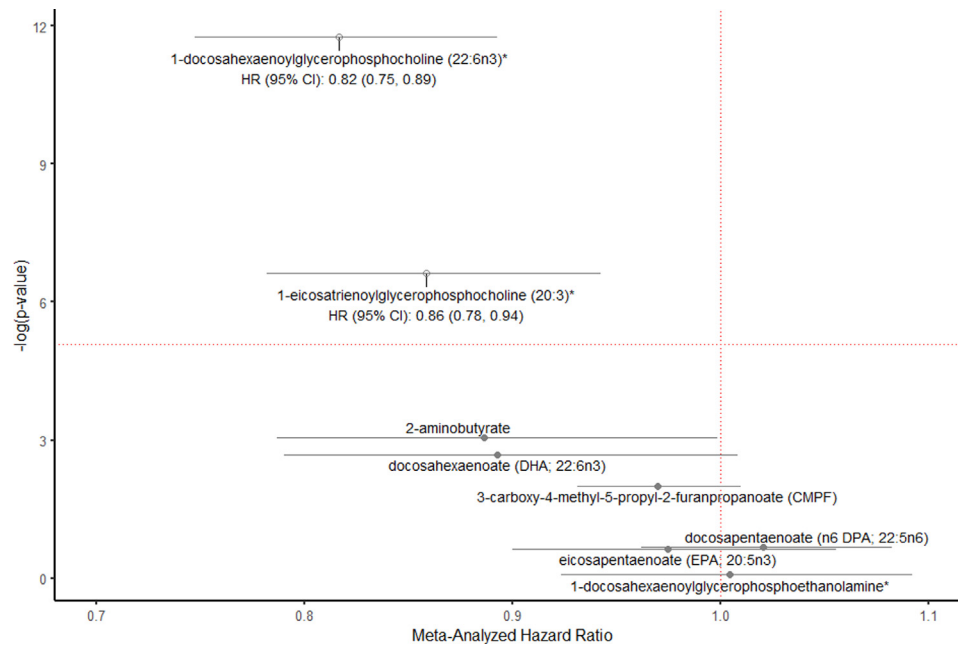 12
1-docosahexaenoylglycerophosphocholine (22:6n3)*
HR (95% CI): 0.82 (0.75, 0.89)
9
-log(p-value)
1-eicosatrienoylglycerophosphocholine (20:3)*
6
HR (95% CI): 0.86 (0.78, 0.94)
2-aminobutyrate
3
docosahexaenoate (DHA; 22:6n3)
3-carboxy-4-methyl-5-propyl-2-furanpropanoate (CMPF)
docosapentaenoate (n6 DPA; 22:5n6)
eicosapentaenoate (EPA; 20:5n3)
0
1-docosahexaenoylglycerophosphoethanolamine*
0.7 0.8 0.9 1.0 1.1
Meta-Analyzed Hazard Ratio